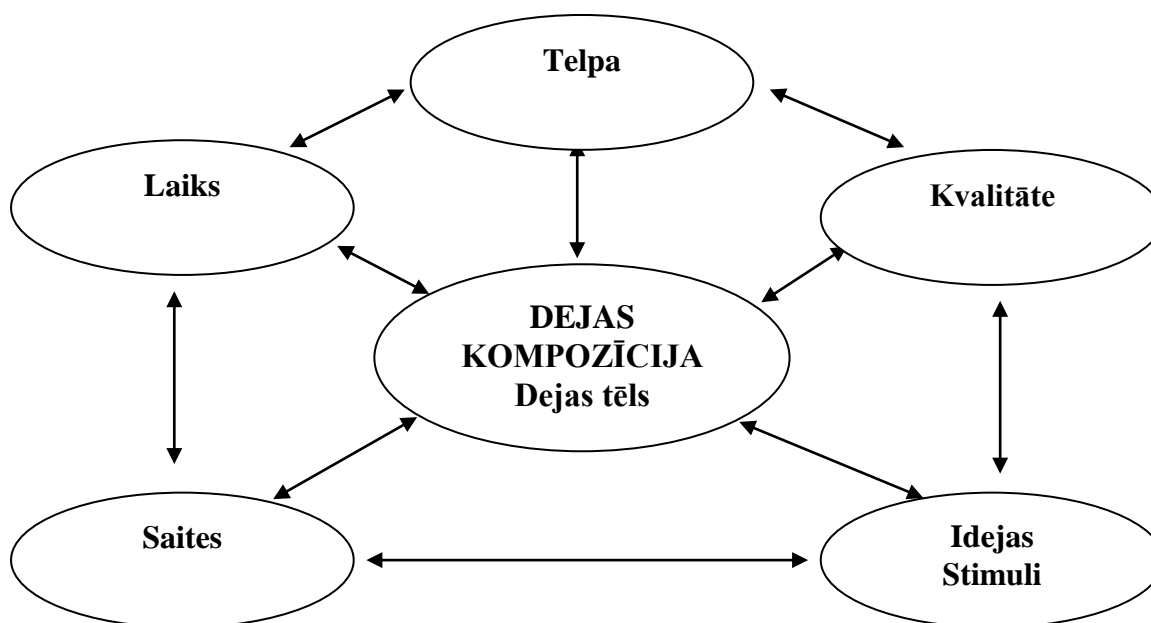 Telpa
Laiks
Kvalitāte
DEJAS
KOMPOZĪCIJA
Dejas tēls
Saites
Idejas
Stimuli